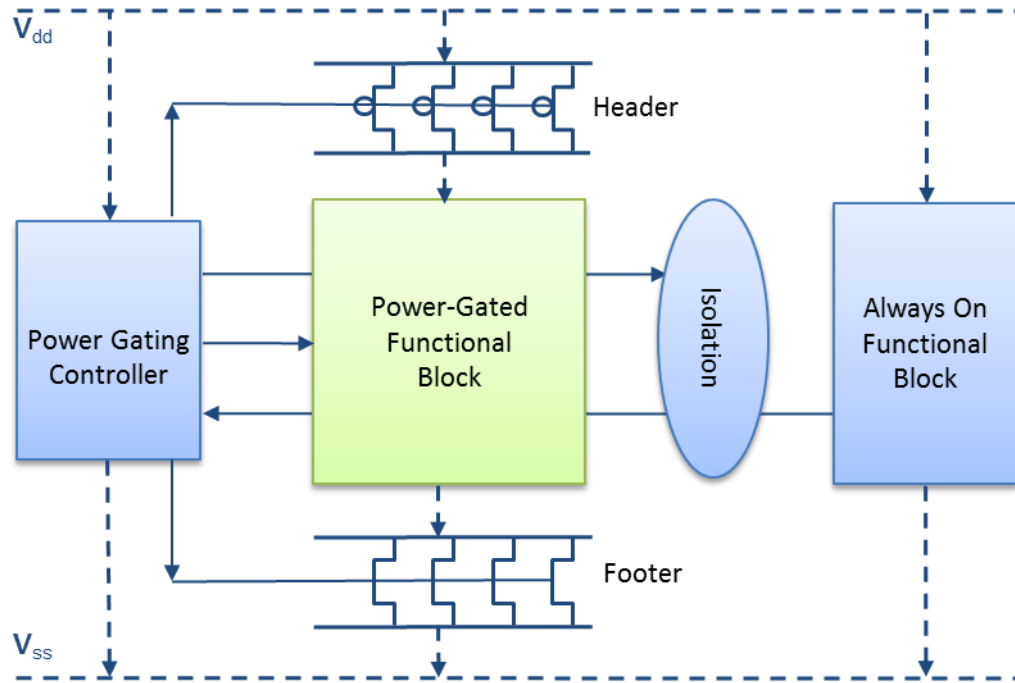 Vdd
Header
Power Gating
Controller
Power-Gated
Functional
Block
Isolation
Always On
Functional
Block
Footer
Vss